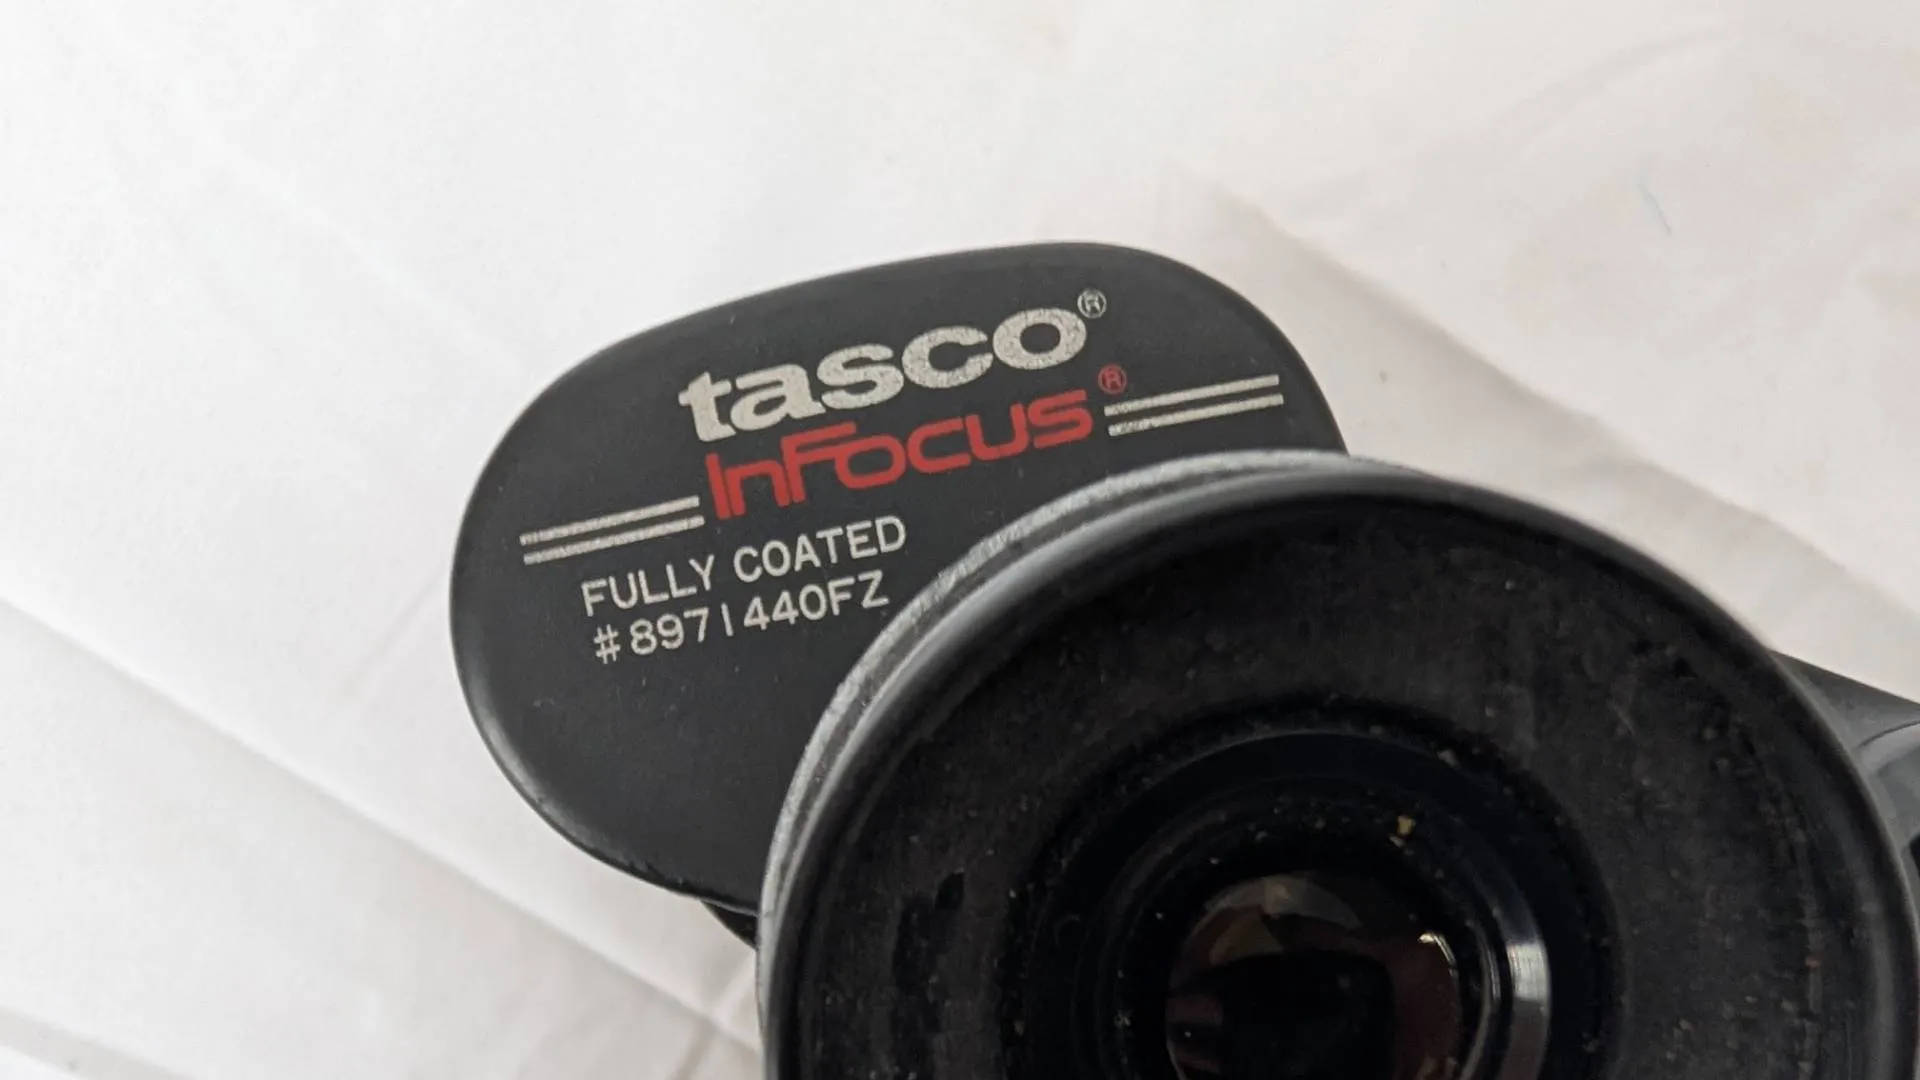 tasco®
InFocus®
FULLY COATED
#8971440FZ